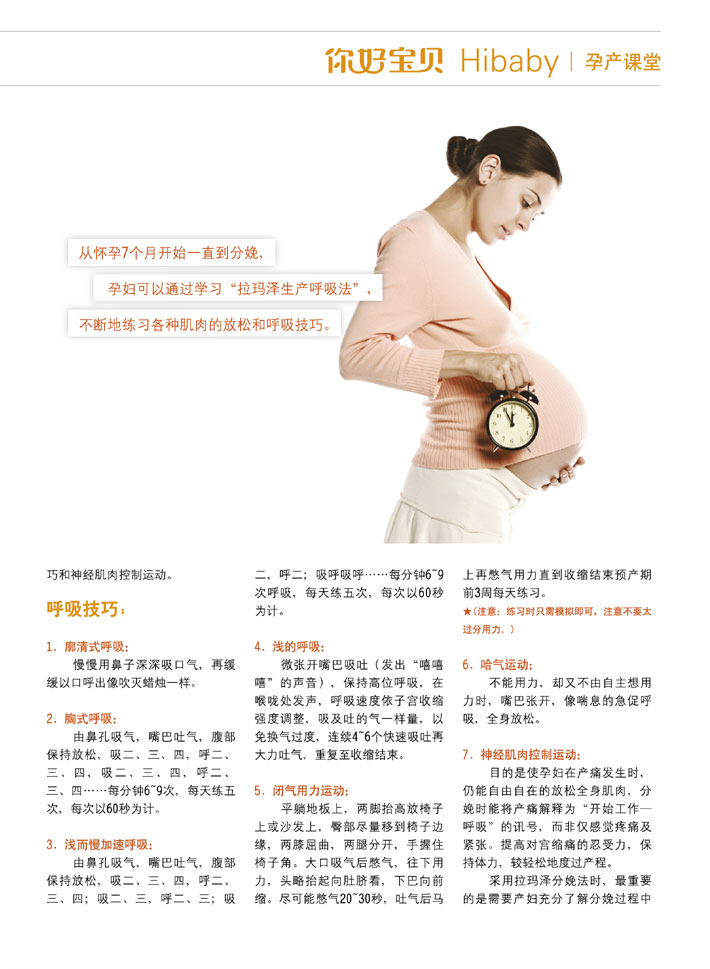 你好宝贝 Hibaby | 孕产课堂
从怀孕7个月开始一直到分娩，
孕妇可以通过学习“拉玛泽生产呼吸法”，
不断地练习各种肌肉的放松和呼吸技巧。
巧和神经肌肉控制运动。
呼吸技巧：
1. 廓清式呼吸：
慢慢用鼻子深深吸口气，再缓
缓以口呼出像吹灭蜡烛一样。
2. 胸式呼吸：
由鼻孔吸气，嘴巴吐气，腹部
保持放松，吸二、三、四，呼二、
三、四，吸二、三、四，呼二、
三、四……每分钟6~9次，每天练五
次，每次以60秒为计。
3. 浅而慢加速呼吸：
由鼻孔吸气，嘴巴吐气，腹部
保持放松，吸二、三、四，呼二、
三、四；吸二、三，呼二、三；吸
二，呼二；吸呼吸呼……每分钟6~9
次呼吸，每天练五次，每次以60秒
为计。
4. 浅的呼吸：
微张开嘴巴吸吐（发出“嘻嘻
嘻”的声音），保持高位呼吸，在
喉咙处发声，呼吸速度依子宫收缩
强度调整，吸及吐的气一样量，以
免换气过度，连续4~6个快速吸吐再
大力吐气，重复至收缩结束。
5. 闭气用力运动：
平躺地板上，两脚抬高放椅子
上或沙发上，臀部尽量移到椅子边
缘，两膝屈曲，两腿分开，手握住
椅子角。大口吸气后憋气，往下用
力，头略抬起向肚脐看，下巴向前
缩。尽可能憋气20~30秒，吐气后马
上再憋气用力直到收缩结束预产期
前3周每天练习。
★(注意：练习时只需模拟即可，注意不要太
过分用力。)
6. 哈气运动：
不能用力，却又不由自主想用
力时，嘴巴张开，像喘息的急促呼
吸，全身放松。
7. 神经肌肉控制运动：
目的是使孕妇在产痛发生时，
仍能自由自在的放松全身肌肉，分
娩时能将产痛解释为“开始工作—
呼吸”的讯号，而非仅感觉疼痛及
紧张。提高对宫缩痛的忍受力，保
持体力，较轻松地度过产程。
采用拉玛泽分娩法时，最重要
的是需要产妇充分了解分娩过程中